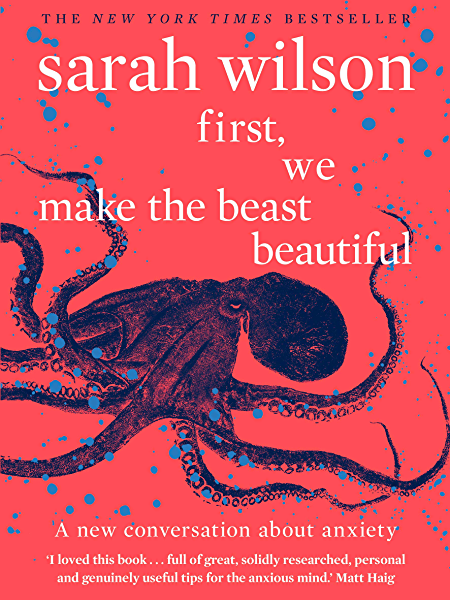 THE NEW YORK TIMES BESTSELLER
sarah wilson
first,
we
make the beast
beautiful
A new conversation about anxiety
‘I loved this book . . . full of great, solidly researched, personal
and genuinely useful tips for the anxious mind.’ Matt Haig